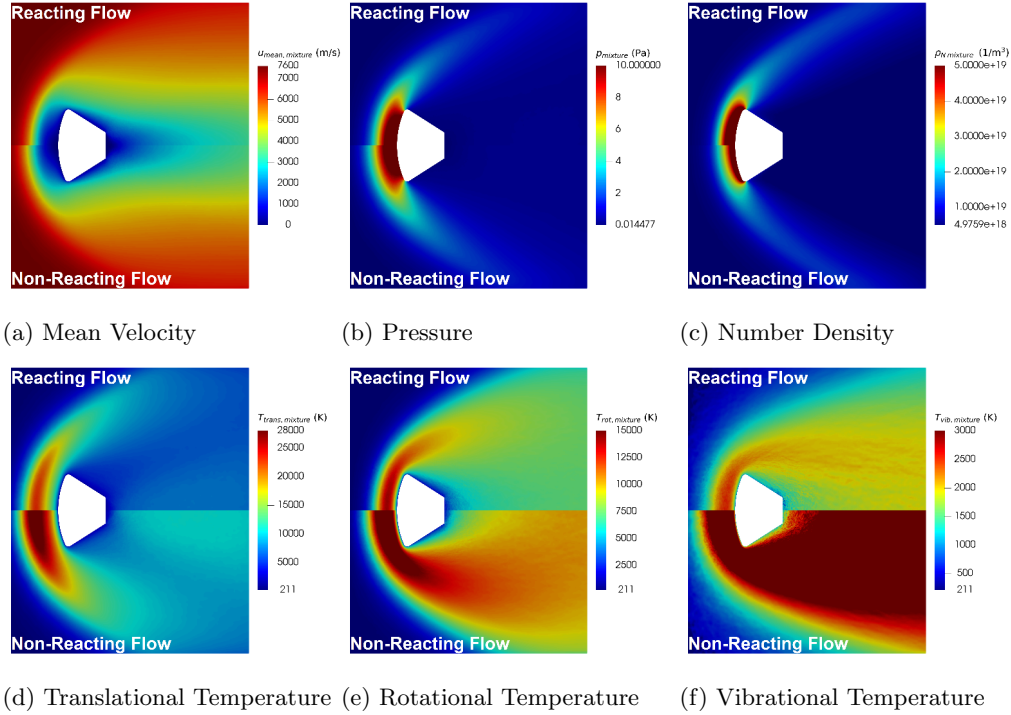 Reacting Flow
u_mean,mixture (m/s)
7600
7000
6000
5000
4000
3000
2000
1000
0
Non-Reacting Flow
(a) Mean Velocity
Reacting Flow
p_mixture (Pa)
10.000000
8
6
4
2
0.014477
Non-Reacting Flow
(b) Pressure
Reacting Flow
ρ_N mixture (1/m³)
5.0000e+19
4.0000e+19
3.0000e+19
2.0000e+19
1.0000e+19
4.9759e+18
Non-Reacting Flow
(c) Number Density
Reacting Flow
T_trans,mixture (K)
28000
25000
20000
15000
10000
5000
211
Non-Reacting Flow
(d) Translational Temperature
Reacting Flow
T_rot,mixture (K)
15000
12500
10000
7500
5000
2500
211
Non-Reacting Flow
(e) Rotational Temperature
Reacting Flow
T_vib,mixture (K)
3000
2500
2000
1500
1000
500
211
Non-Reacting Flow
(f) Vibrational Temperature